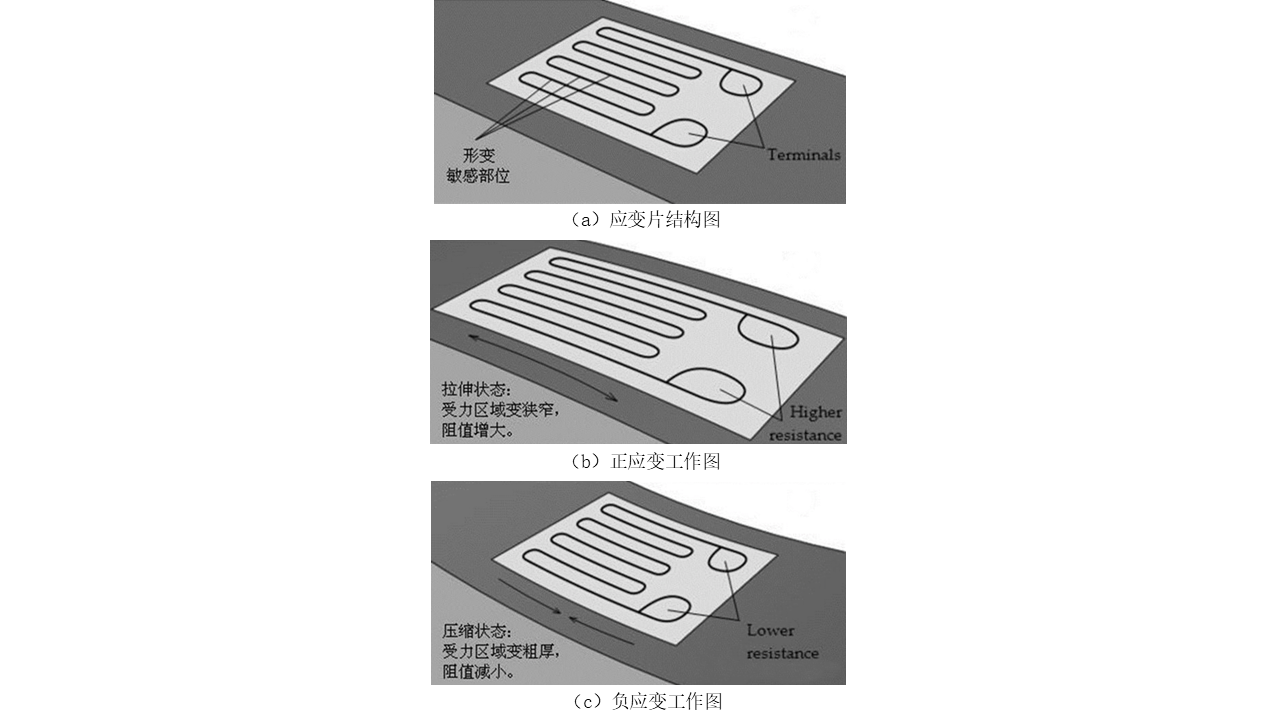 形变
敏感部位
Terminals
（a）应变片结构图
拉伸状态：
受力区域变狭窄，
阻值增大。
Higher
resistance
（b）正应变工作图
压缩状态：
受力区域变粗厚，
阻值减小。
Lower
resistance
（c）负应变工作图